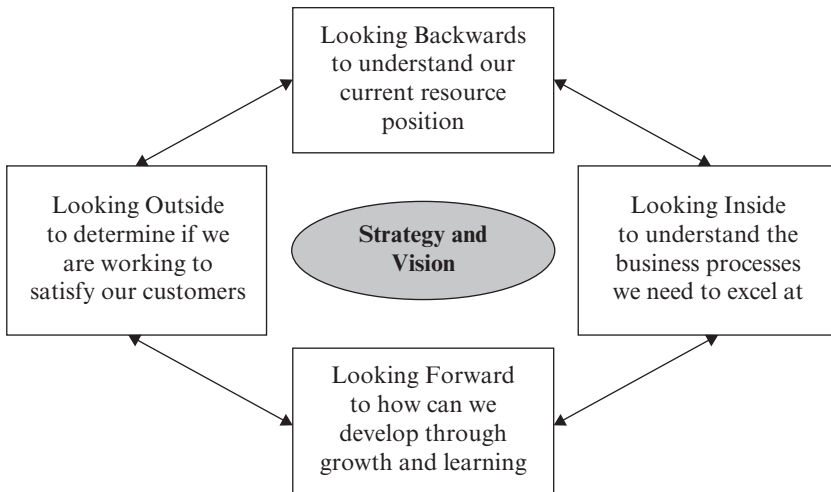 Looking Backwards
to understand our
current resource
position
Looking Outside
to determine if we
are working to
satisfy our customers
Strategy and
Vision
Looking Inside
to understand the
business processes
we need to excel at
Looking Forward
to how can we
develop through
growth and learning